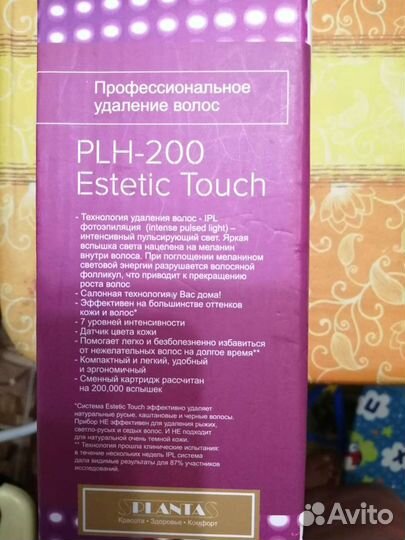 Профессиональное
удаление волос
PLH-200
Estetic Touch
- Технология удаления волос - IPL
фотоэпиляция (intense pulsed light) –
интенсивный пульсирующий свет. Яркая
вспышка света нацелена на меланин
внутри волоса. При поглощении меланином
световой энергии разрушается волосяной
фолликул, что приводит к прекращению
роста волос
- Салонная технология у Вас дома!
- Эффективен на большинстве оттенков
кожи и волос*
- 7 уровней интенсивности
- Датчик цвета кожи
- Помогает легко и безболезненно избавиться
от нежелательных волос на долгое время**
- Компактный и легкий, удобный
и эргономичный
- Сменный картридж рассчитан
на 200,000 вспышек
*Система Estetic Touch эффективно удаляет
натуральные русые, каштановые и черные волосы.
Прибор НЕ эффективен для удаления рыжих,
светло-русых и седых волос. И НЕ подходит
для натуральной очень темной кожи.
** Технология прошла клинические испытания:
в течение нескольких недель IPL система
дала видимые результаты для 87% участников
исследований.
PLANTA
Красота • Здоровье • Комфорт
Avito